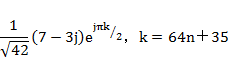 1/√42 (7 − 3j)e^{jπk/2}, k = 64n+35